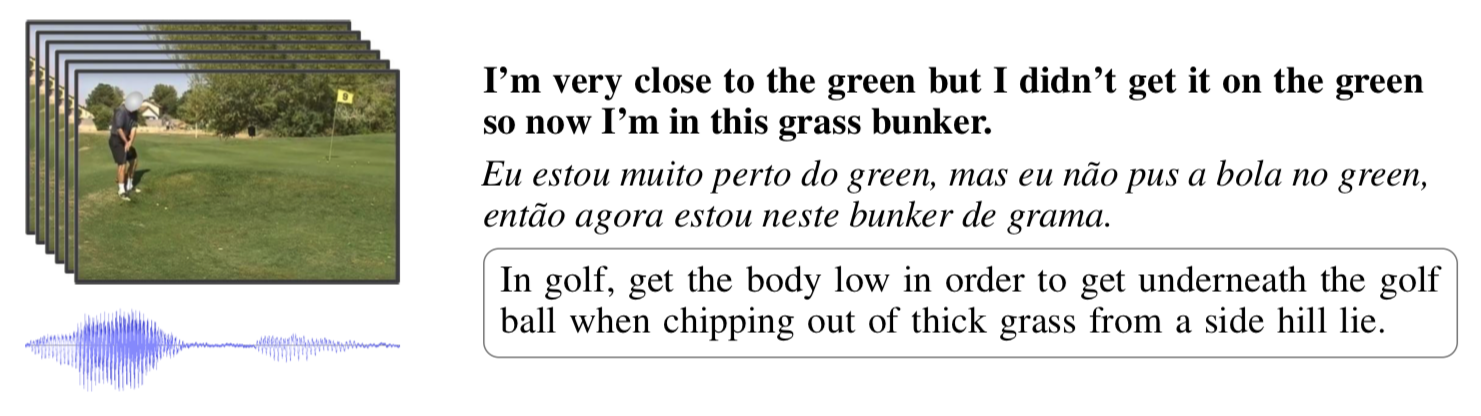 I’m very close to the green but I didn’t get it on the green
so now I’m in this grass bunker.
Eu estou muito perto do green, mas eu não pus a bola no green,
então agora estou neste bunker de grama.
In golf, get the body low in order to get underneath the golf
ball when chipping out of thick grass from a side hill lie.